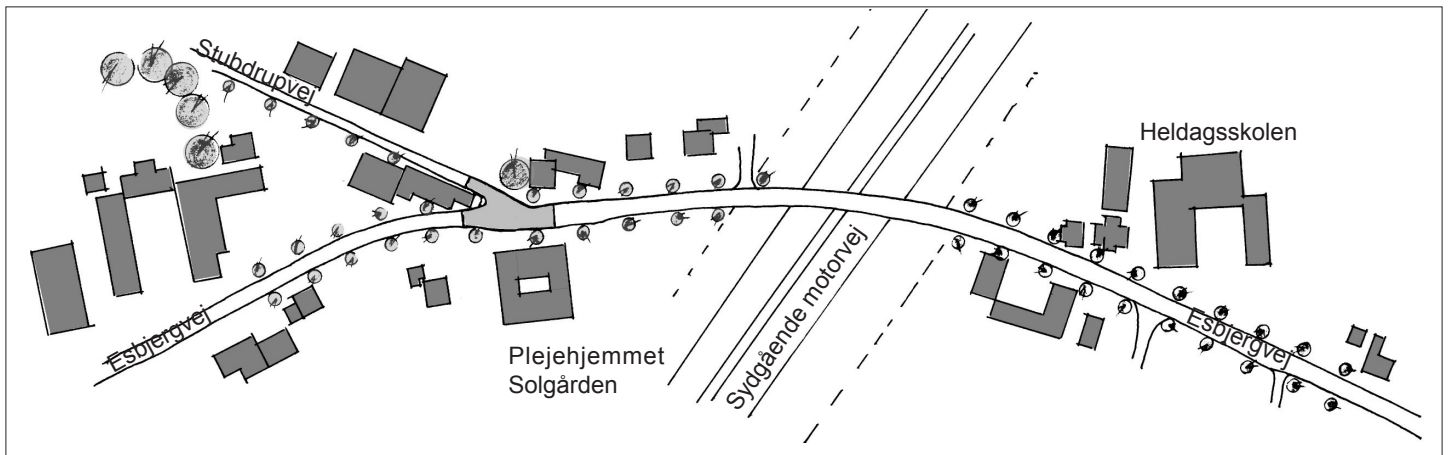 Stubdrupvej
Heldagsskolen
Esbjergvej
Plejehjemmet
Solgården
Sydgående motorvej
Esbjergvej